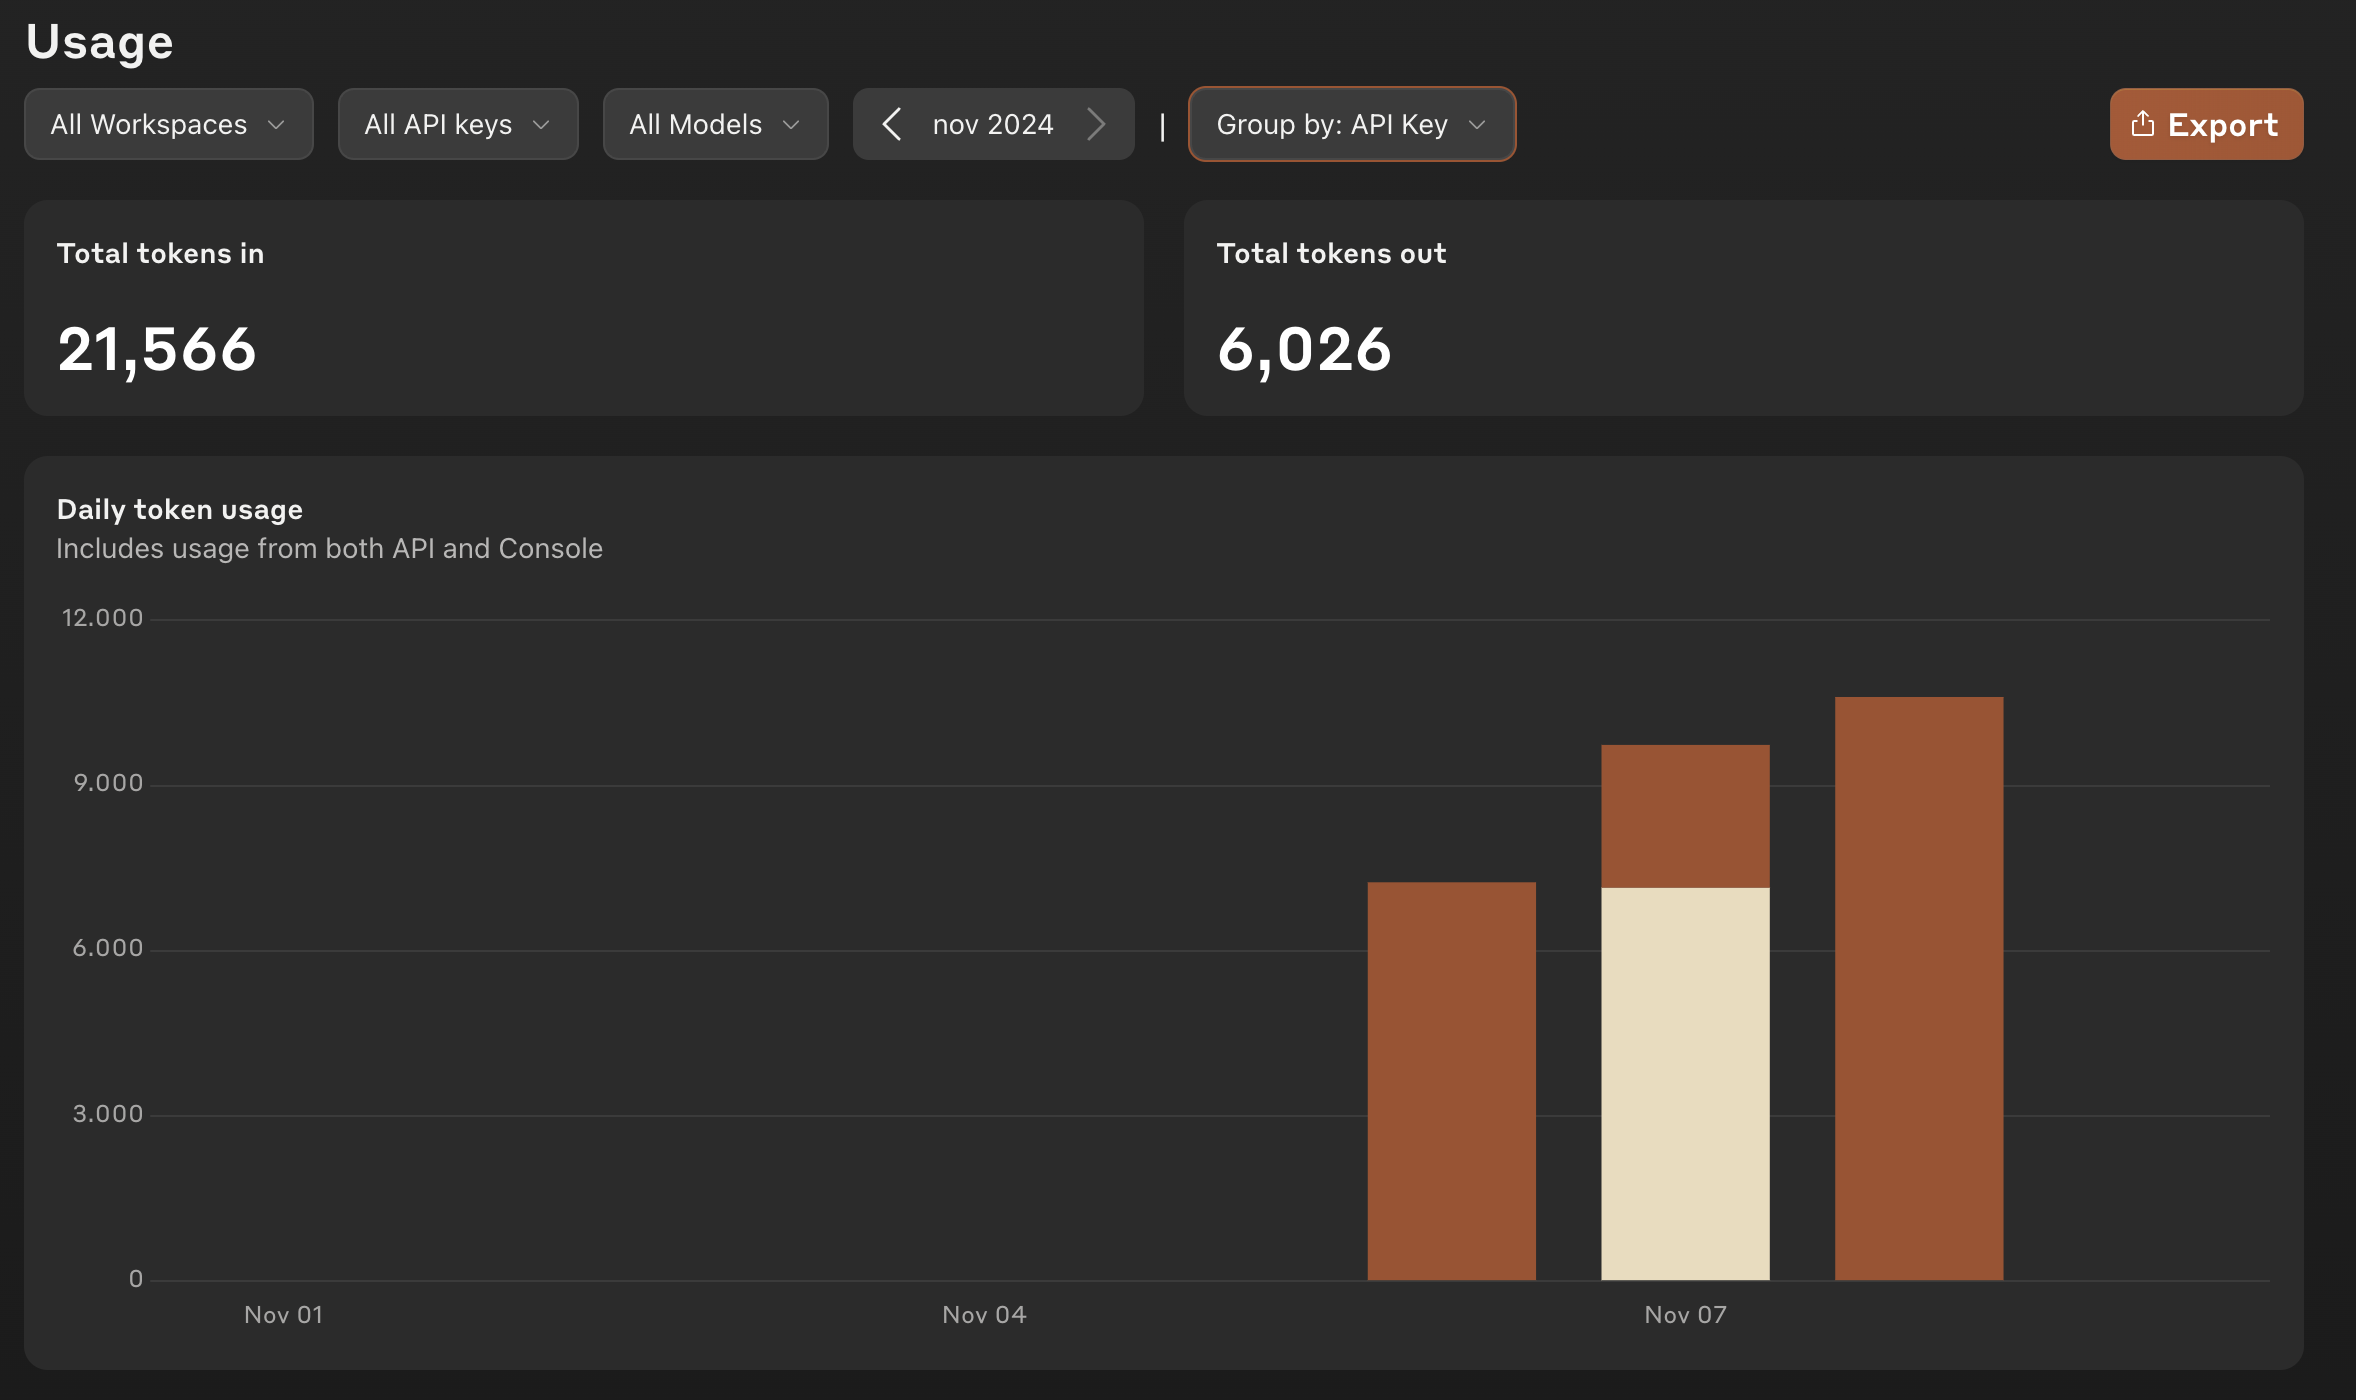 Usage
All Workspaces
All API keys
All Models
nov 2024
|
Group by: API Key
Export
Total tokens in
21,566
Total tokens out
6,026
Daily token usage
Includes usage from both API and Console
12.000
9.000
6.000
3.000
0
Nov 01
Nov 04
Nov 07